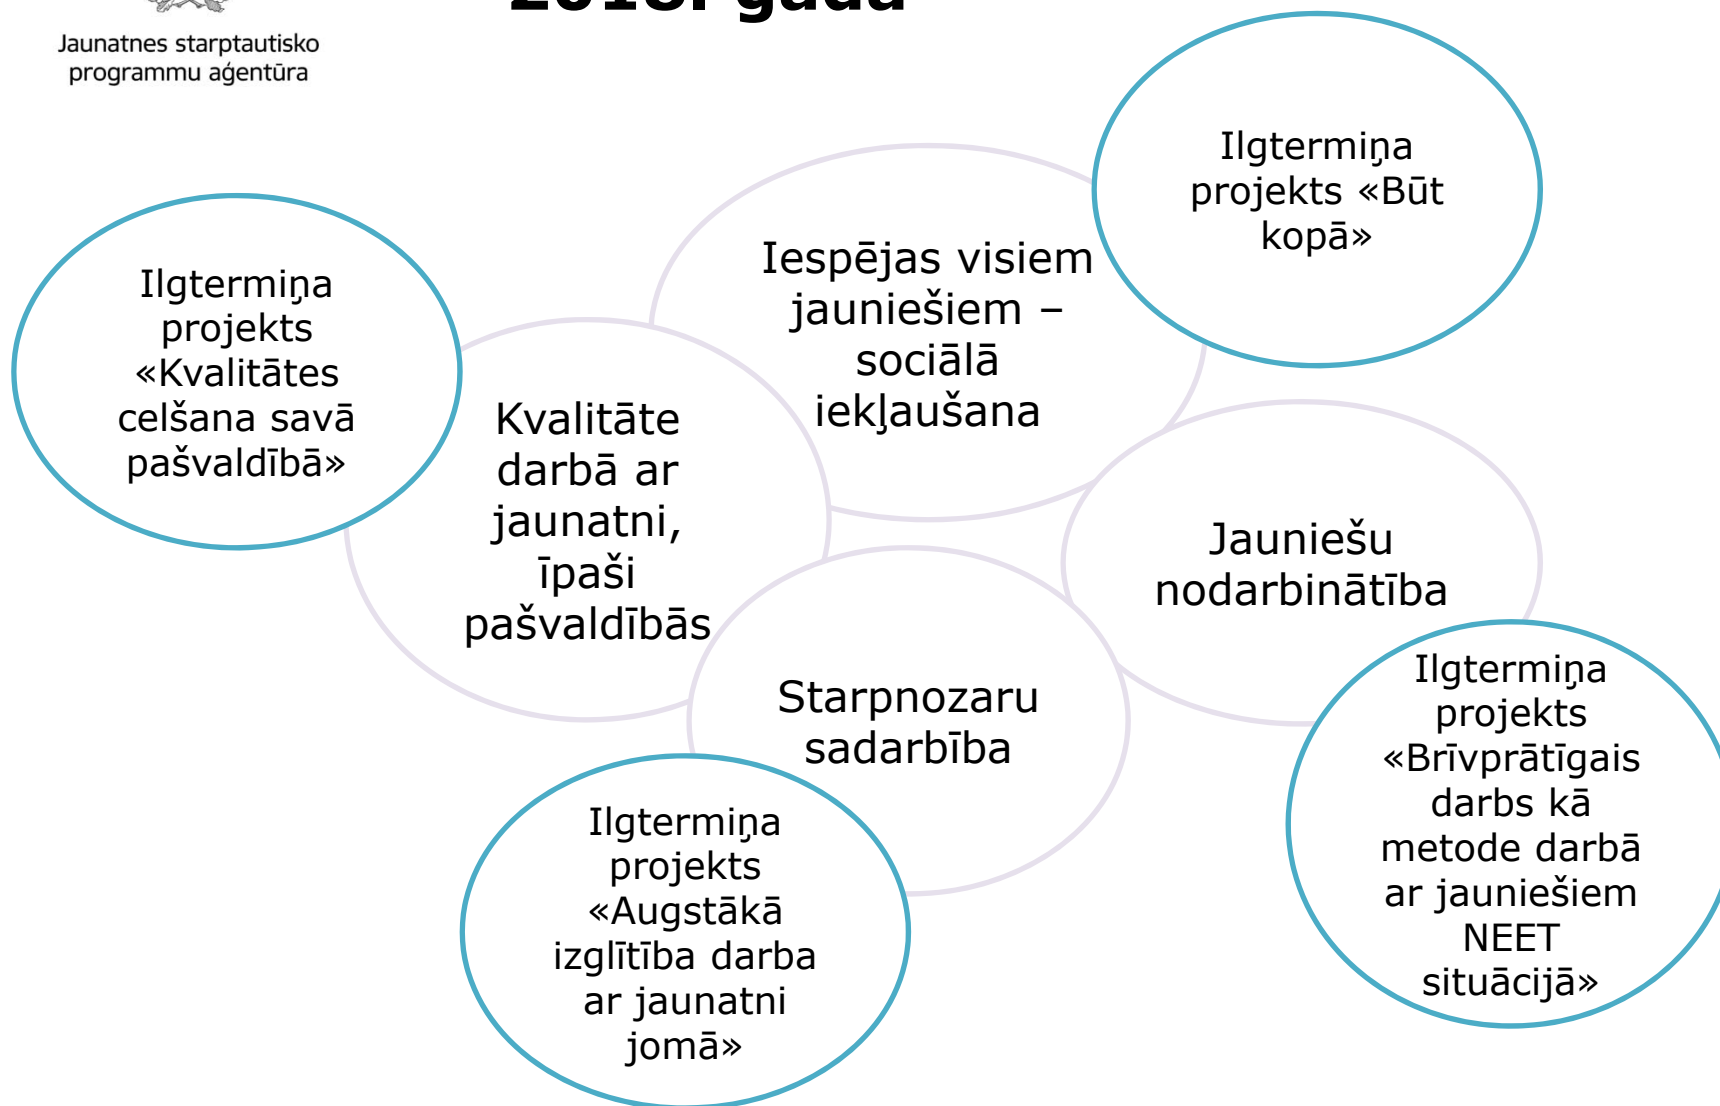 2018. gadā
Jaunatnes starptautisko
programmu aģentūra
Ilgtermiņa
projekts «Būt
kopā»
Iespējas visiem
jauniešiem –
sociālā
iekļaušana
Ilgtermiņa
projekts
«Kvalitātes
celšana savā
pašvaldībā»
Kvalitāte
darbā ar
jaunatni,
īpaši
pašvaldībās
Jauniešu
nodarbinātība
Starpnozaru
sadarbība
Ilgtermiņa
projekts
«Brīvprātīgais
darbs kā
metode darbā
ar jauniešiem
NEET
situācijā»
Ilgtermiņa
projekts
«Augstākā
izglītība darba
ar jaunatni
jomā»